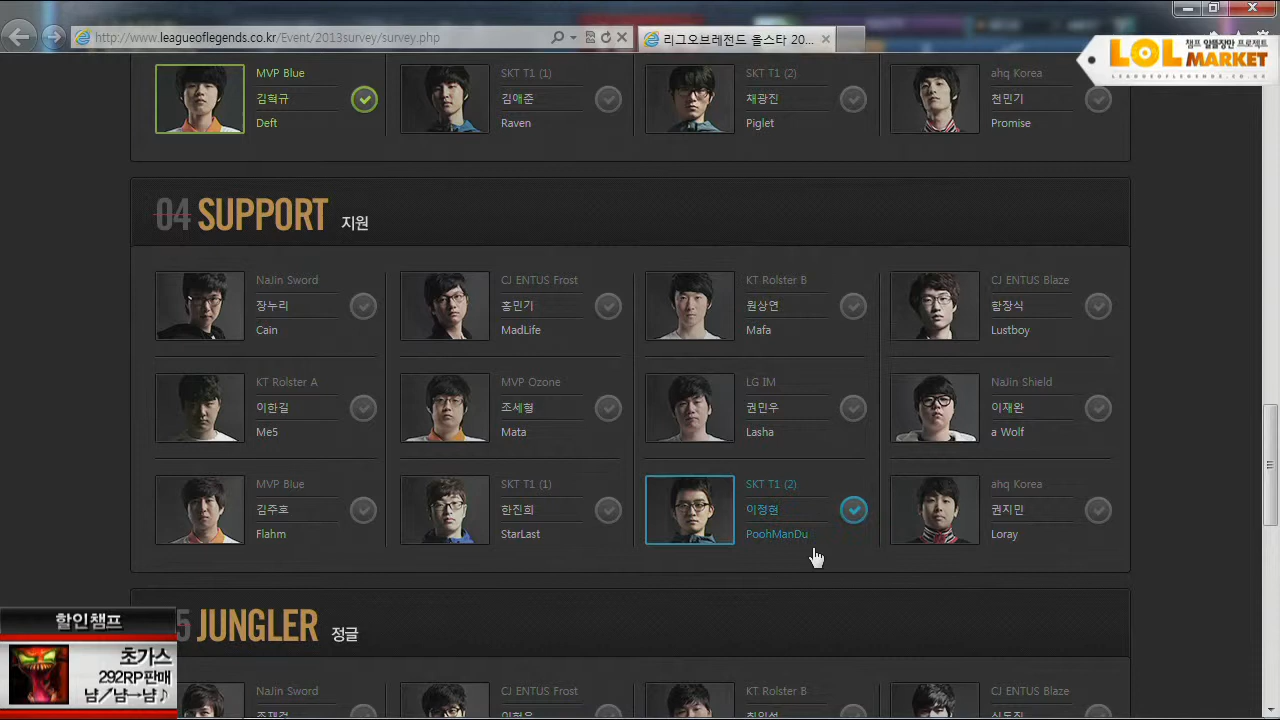 http://www.leagueoflegends.co.kr/Event/2013survey/survey.php
리그오브레전드 올스타 20...
챔프 알뜰장만 프로젝트
LOL MARKET
LEAGUEOFLEGENDS.CO.KR
MVP Blue
김혁규
Deft
SKT T1 (1)
김애준
Raven
SKT T1 (2)
채광진
Piglet
ahq Korea
천민기
Promise
04 SUPPORT 지원
NaJin Sword
장누리
Cain
CJ ENTUS Frost
홍민기
MadLife
KT Rolster B
원상연
Mafa
CJ ENTUS Blaze
함장식
Lustboy
KT Rolster A
이한길
Me5
MVP Ozone
조세형
Mata
LG IM
권민우
Lasha
NaJin Shield
이재완
a Wolf
MVP Blue
김주호
Flahm
SKT T1 (1)
한진희
StarLast
SKT T1 (2)
이정현
PoohManDu
ahq Korea
권지민
Loray
5 JUNGLER 정글
할인챔프
초가스
292RP판매
냠/냠→냠♪
NaJin Sword
CJ ENTUS Frost
KT Rolster B
CJ ENTUS Blaze